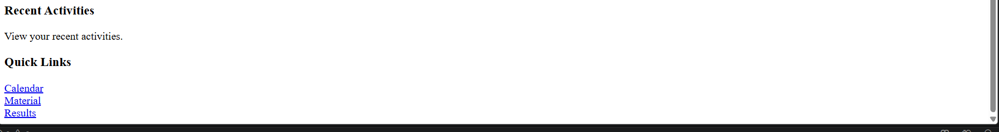 Recent Activities
View your recent activities.
Quick Links
Calendar
Material
Results